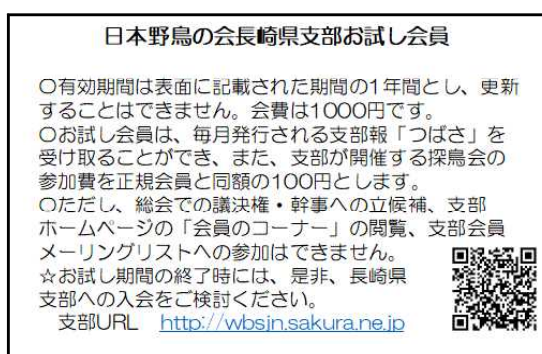 日本野鳥の会長崎県支部お試し会員
〇有効期間は表面に記載された期間の1年間とし、更新
することはできません。会費は1000円です。
〇お試し会員は、毎月発行される支部報「つばさ」を
受け取ることができ、また、支部が開催する探鳥会の
参加費を正規会員と同額の100円とします。
〇ただし、総会での議決権・幹事への立候補、支部
ホームページの「会員のコーナー」の閲覧、支部会員
メーリングリストへの参加はできません。
☆お試し期間の終了時には、是非、長崎県
支部への入会をご検討ください。
支部URL http://wbsjn.sakura.ne.jp